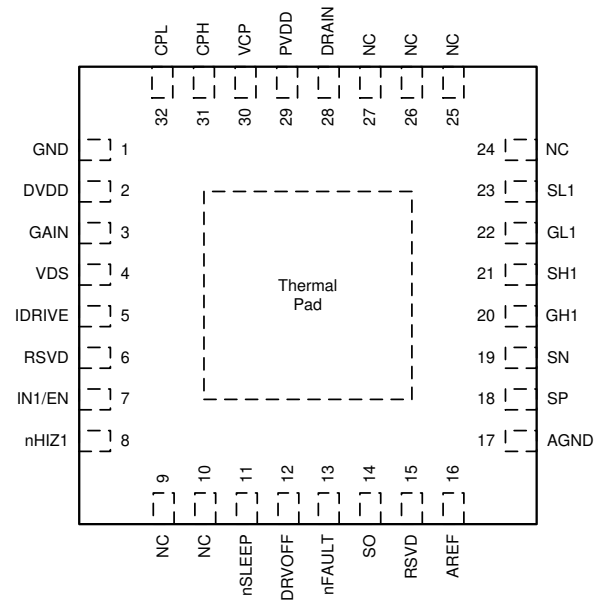 CPL
CPH
VCP
PVDD
DRAIN
NC
NC
NC
32
31
30
29
28
27
26
25
GND 1
DVDD 2
GAIN 3
VDS 4
IDRIVE 5
RSVD 6
IN1/EN 7
nHIZ1 8
Thermal
Pad
24 NC
23 SL1
22 GL1
21 SH1
20 GH1
19 SN
18 SP
17 AGND
9
10
11
12
13
14
15
16
NC
NC
nSLEEP
DRVOFF
nFAULT
SO
RSVD
AREF